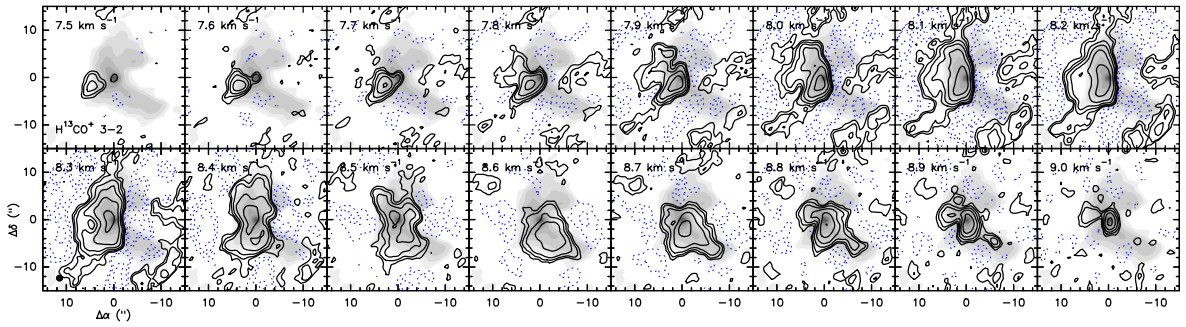 7.5 km s⁻¹ 7.6 km s⁻¹ 7.7 km s⁻¹ 7.8 km s⁻¹ 7.9 km s⁻¹ 8.0 km s⁻¹ 8.1 km s⁻¹ 8.2 km s⁻¹
10
0
−10
H¹³CO⁺ 3−2
8.3 km s⁻¹ 8.4 km s⁻¹ 8.5 km s⁻¹ 8.6 km s⁻¹ 8.7 km s⁻¹ 8.8 km s⁻¹ 8.9 km s⁻¹ 9.0 km s⁻¹
10
0
−10
Δδ (")
10 0 −10 10 0 −10 10 0 −10 10 0 −10 10 0 −10 10 0 −10 10 0 −10 10 0 −10
Δα (")